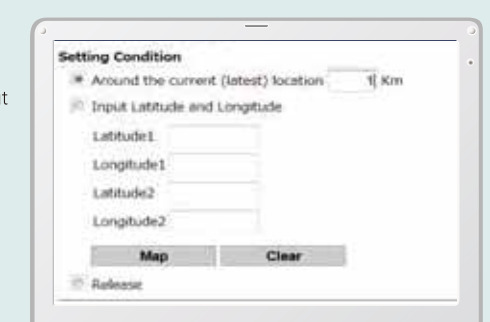 Setting Condition
Around the current (latest) location 1 Km
Input Latitude and Longitude
Latitude1
Longitude1
Latitude2
Longitude2
Map Clear
Release